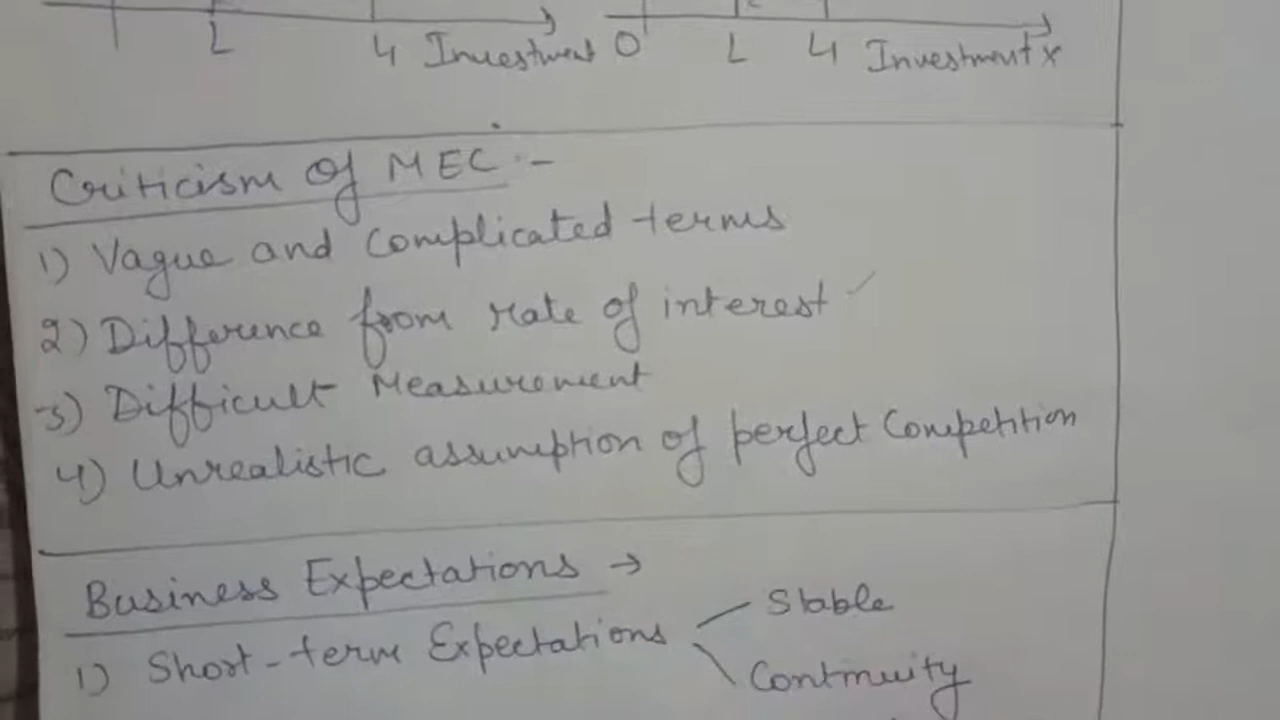 L 4 Investment O L 4 Investment x
Criticism Of MEC :-
1) Vague and complicated terms
2) Difference from rate of interest
3) Difficult Measurement
4) Unrealistic assumption of perfect Competition
Business Expectations →
1) Short-term Expectations
Stable
Continuity